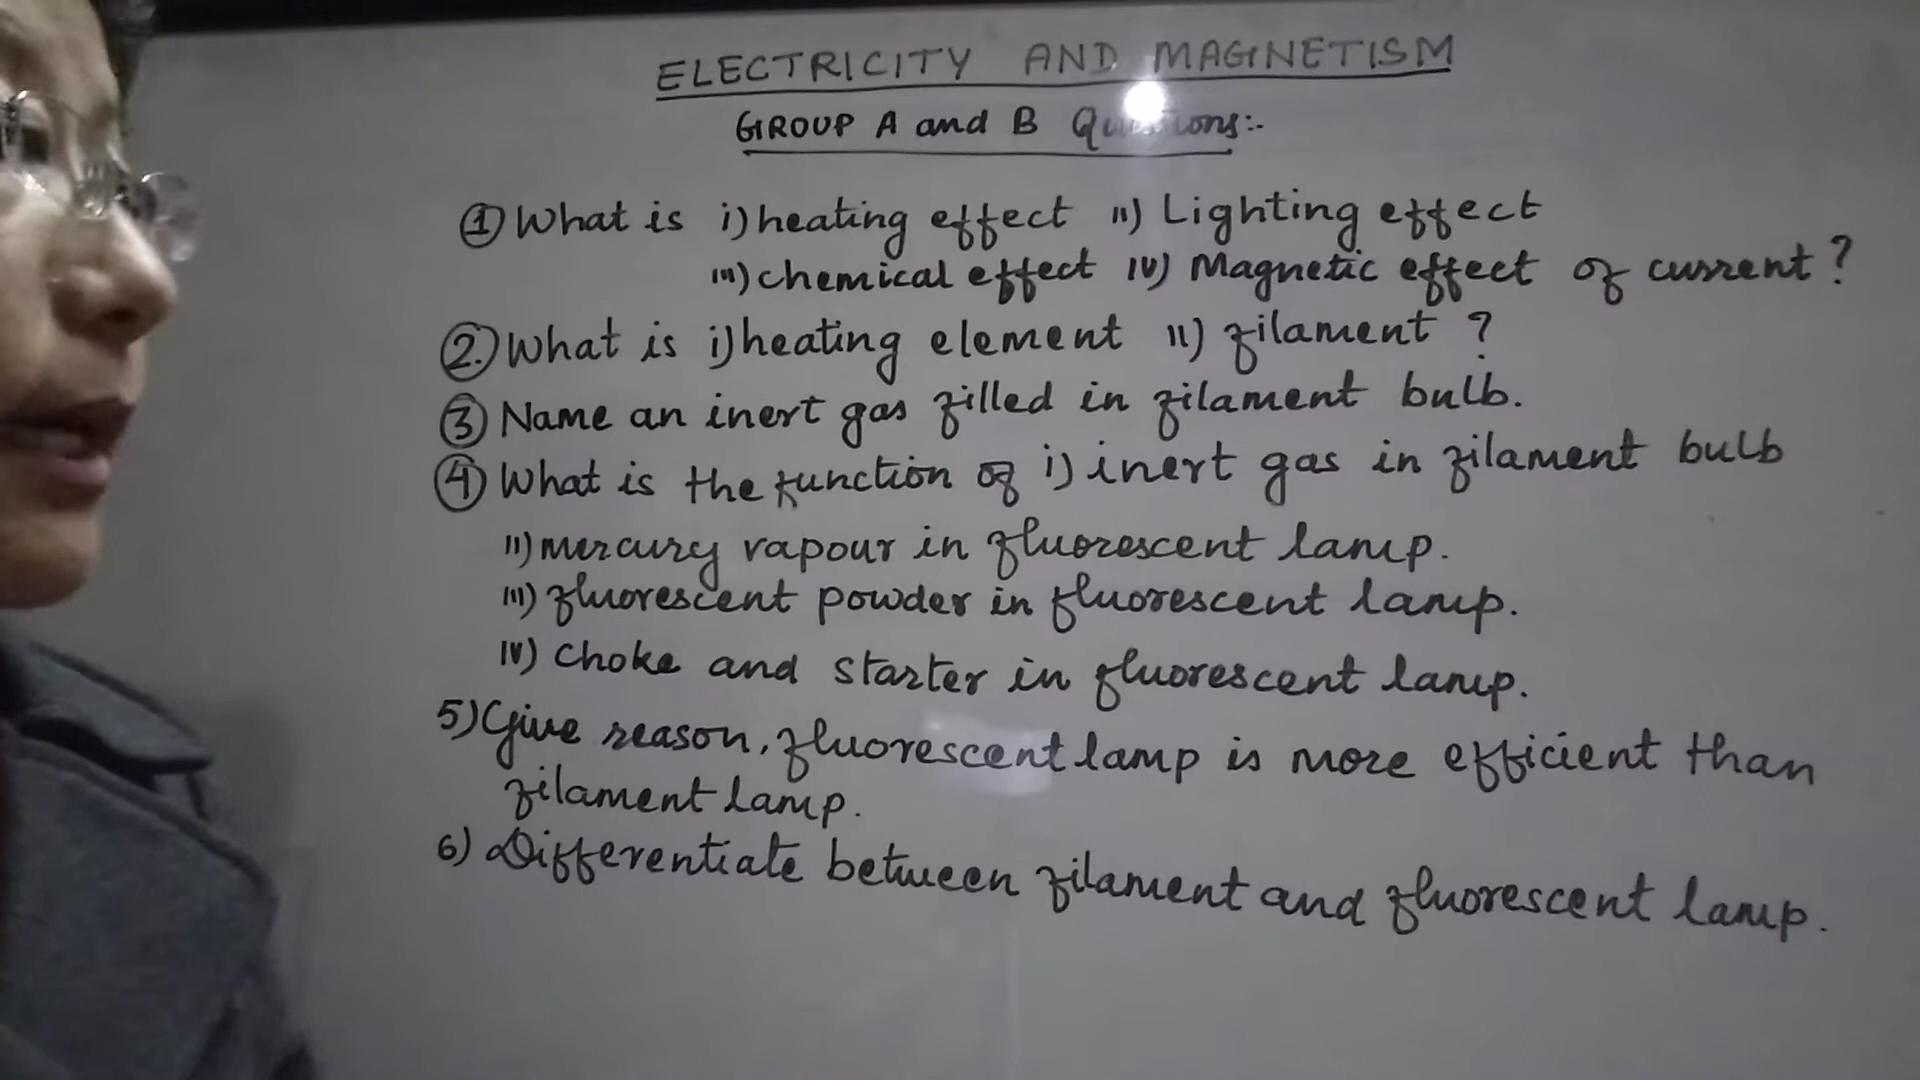 ELECTRICITY AND MAGNETISM
GROUP A and B Questions:-
① What is i) heating effect ii) Lighting effect
iii) chemical effect iv) Magnetic effect of current?
②. What is i) heating element ii) filament ?
③ Name an inert gas filled in filament bulb.
④ What is the function of i) inert gas in filament bulb
ii) mercury vapour in fluorescent lamp.
iii) fluorescent powder in fluorescent lamp.
iv) choke and starter in fluorescent lamp.
5) Give reason, fluorescent lamp is more efficient than
filament lamp.
6) Differentiate between filament and fluorescent lamp.